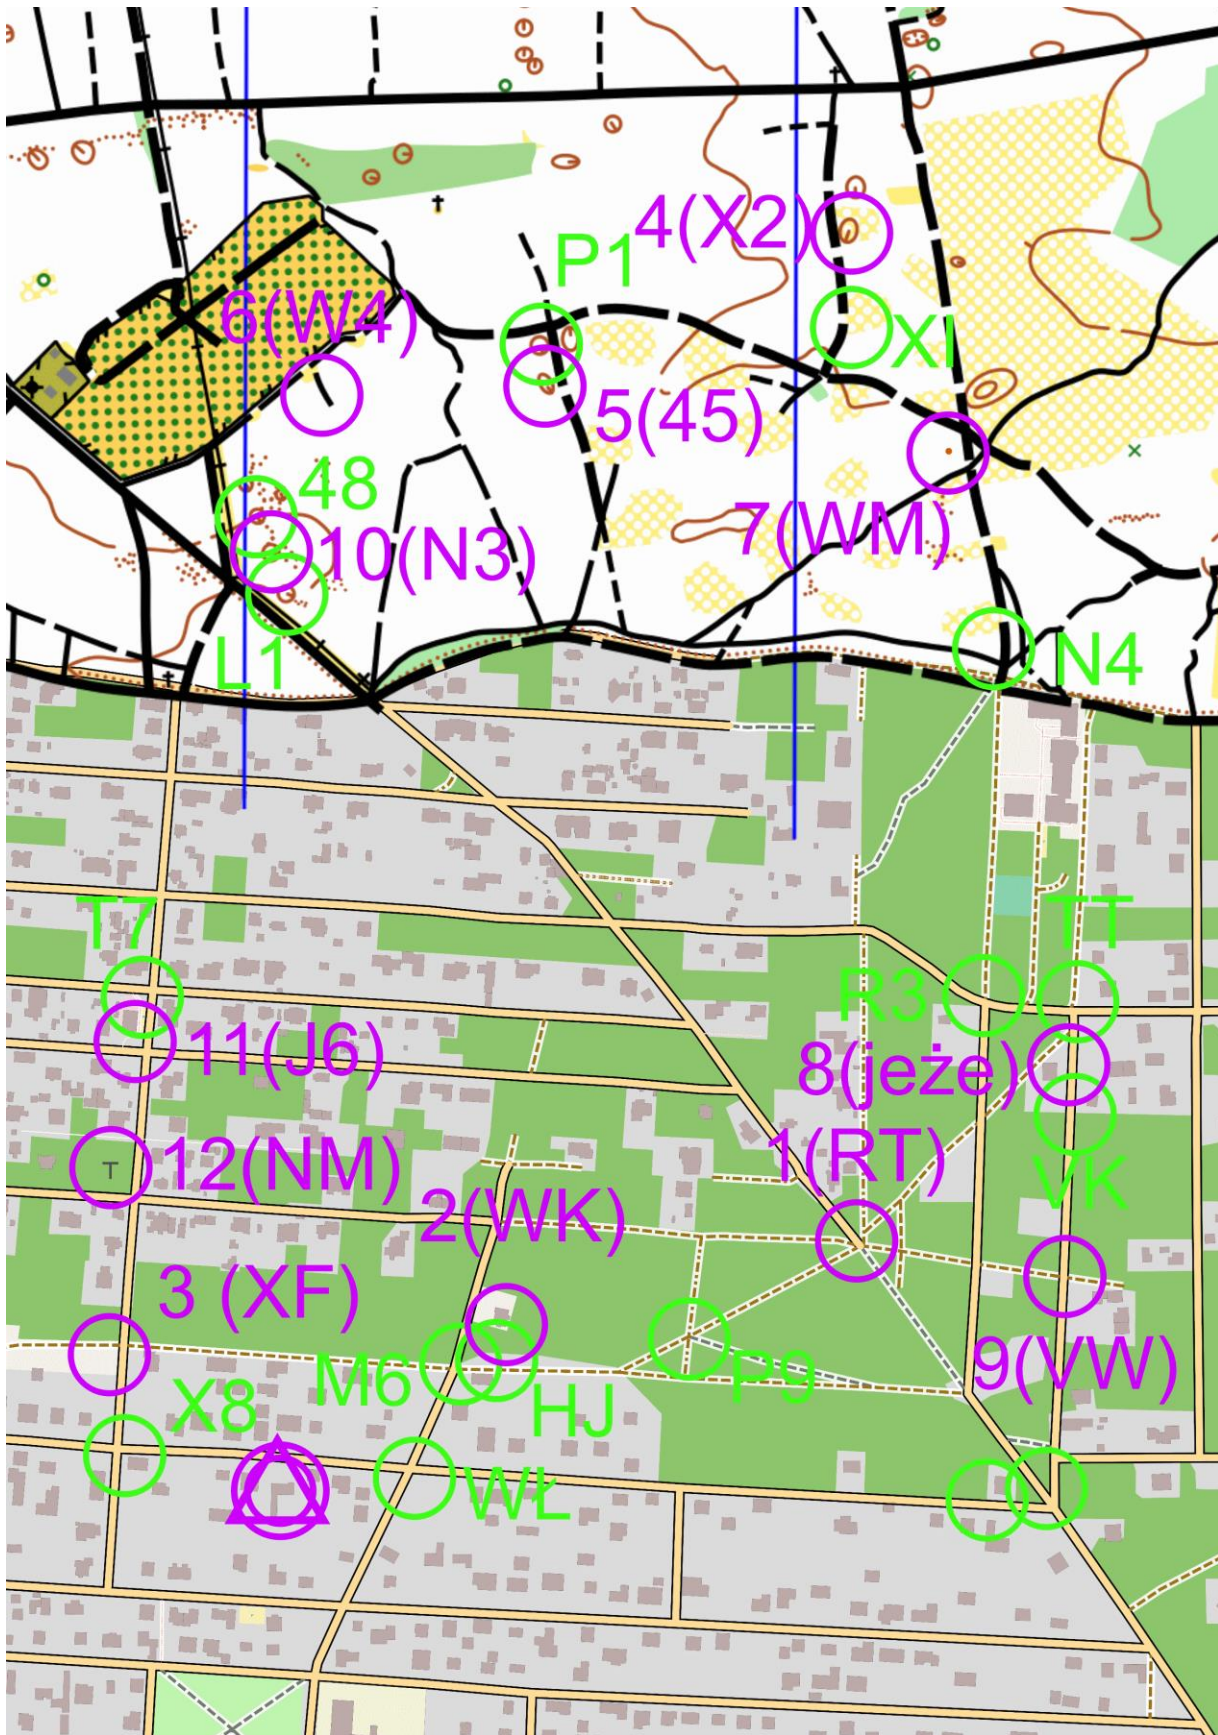 4(X2)
P1
6(W4)
XI
5(45)
48
7(WM)
10(N3)
L1
N4
T7
TT
R3
11(J6)
8(jeże)
1(RT)
12(NM)
VK
2(WK)
3 (XF)
M6
P9
9(VW)
X8
HJ
WŁ